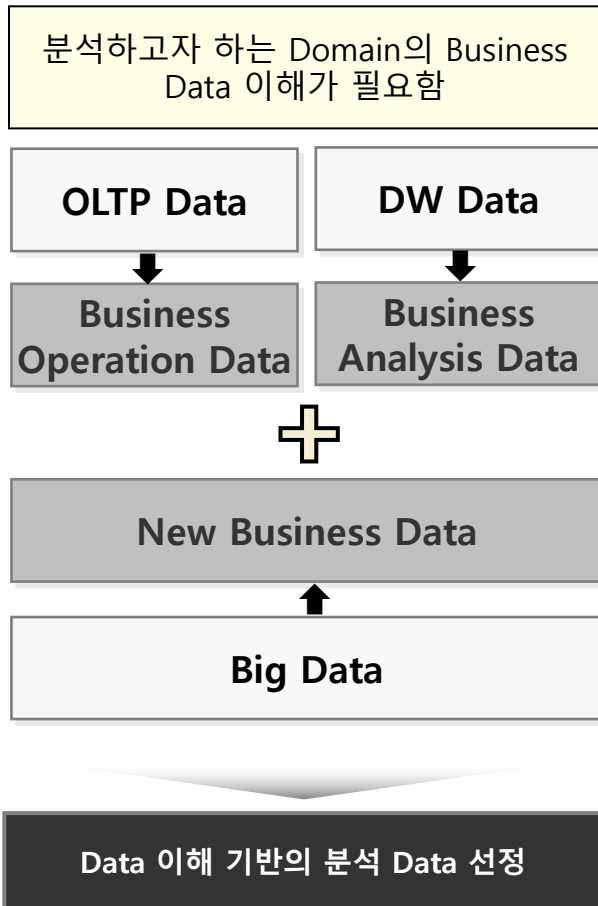 분석하고자 하는 Domain의 Business
Data 이해가 필요함
OLTP Data
DW Data
Business
Operation Data
Business
Analysis Data
New Business Data
Big Data
Data 이해 기반의 분석 Data 선정